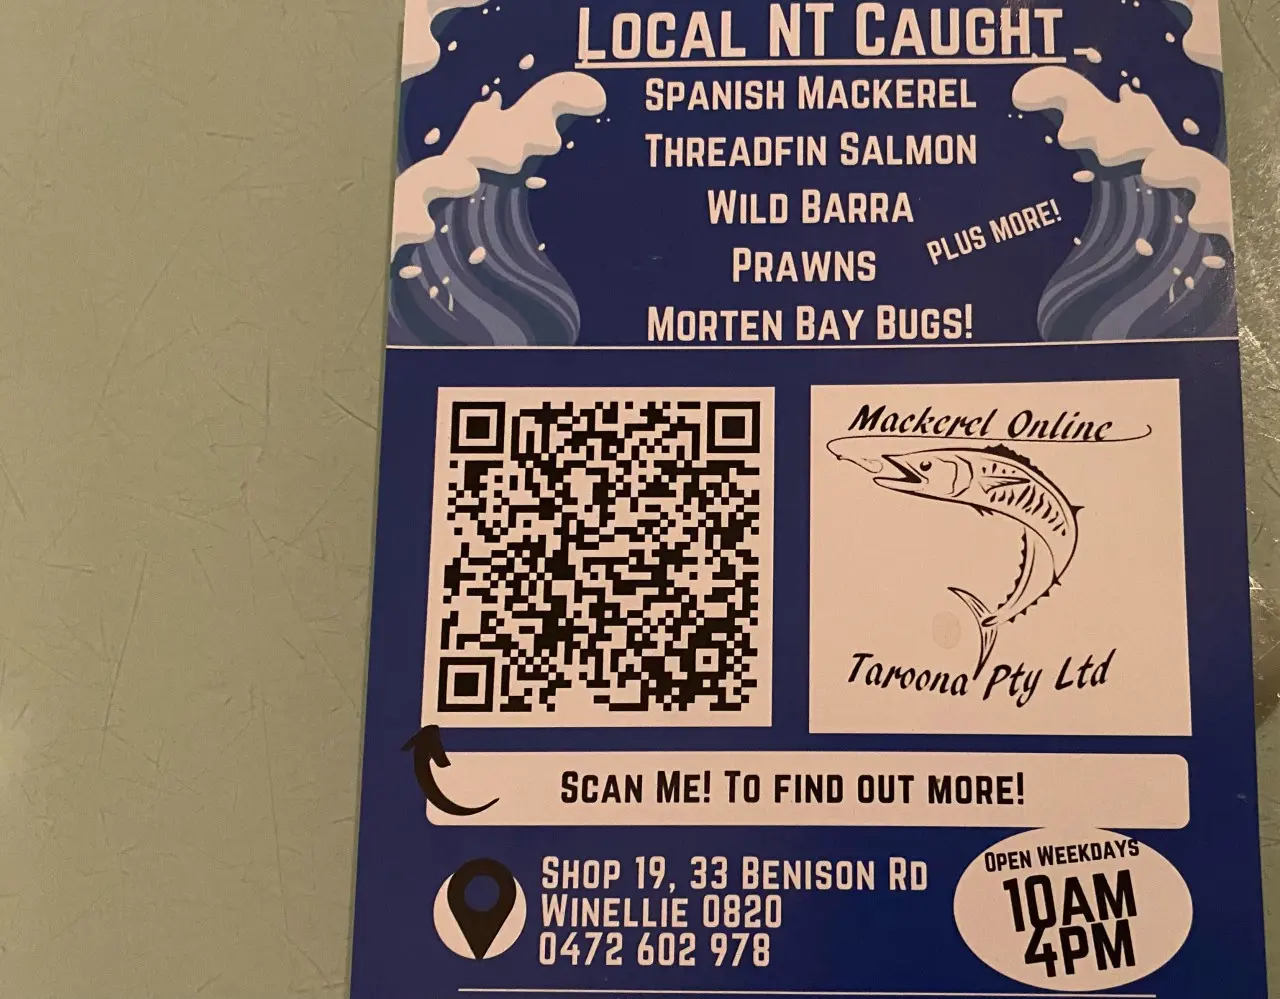 LOCAL NT CAUGHT
SPANISH MACKEREL
THREADFIN SALMON
WILD BARRA
PRAWNS
PLUS MORE!
MORTEN BAY BUGS!
Mackerel Online
Taroona Pty Ltd
SCAN ME! TO FIND OUT MORE!
SHOP 19, 33 BENISON RD
WINELLIE 0820
0472 602 978
OPEN WEEKDAYS
10AM
4PM